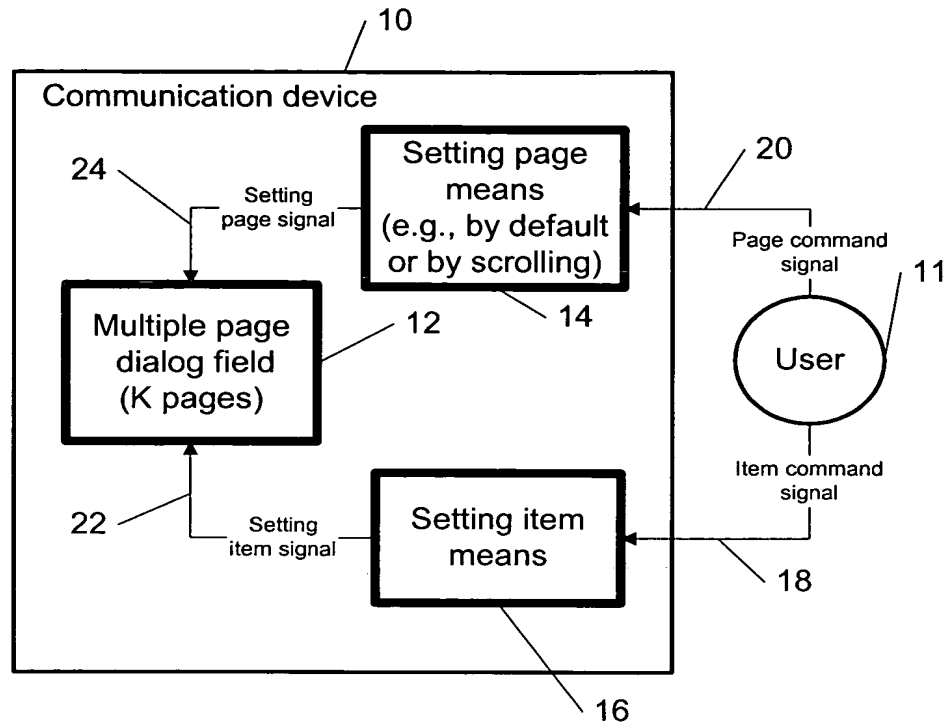 10
Communication device
24
Setting
page signal
Setting page
means
(e.g., by default
or by scrolling)
20
Page command
signal
11
14
12
Multiple page
dialog field
(K pages)
User
Item command
signal
22
Setting
item signal
Setting item
means
18
16